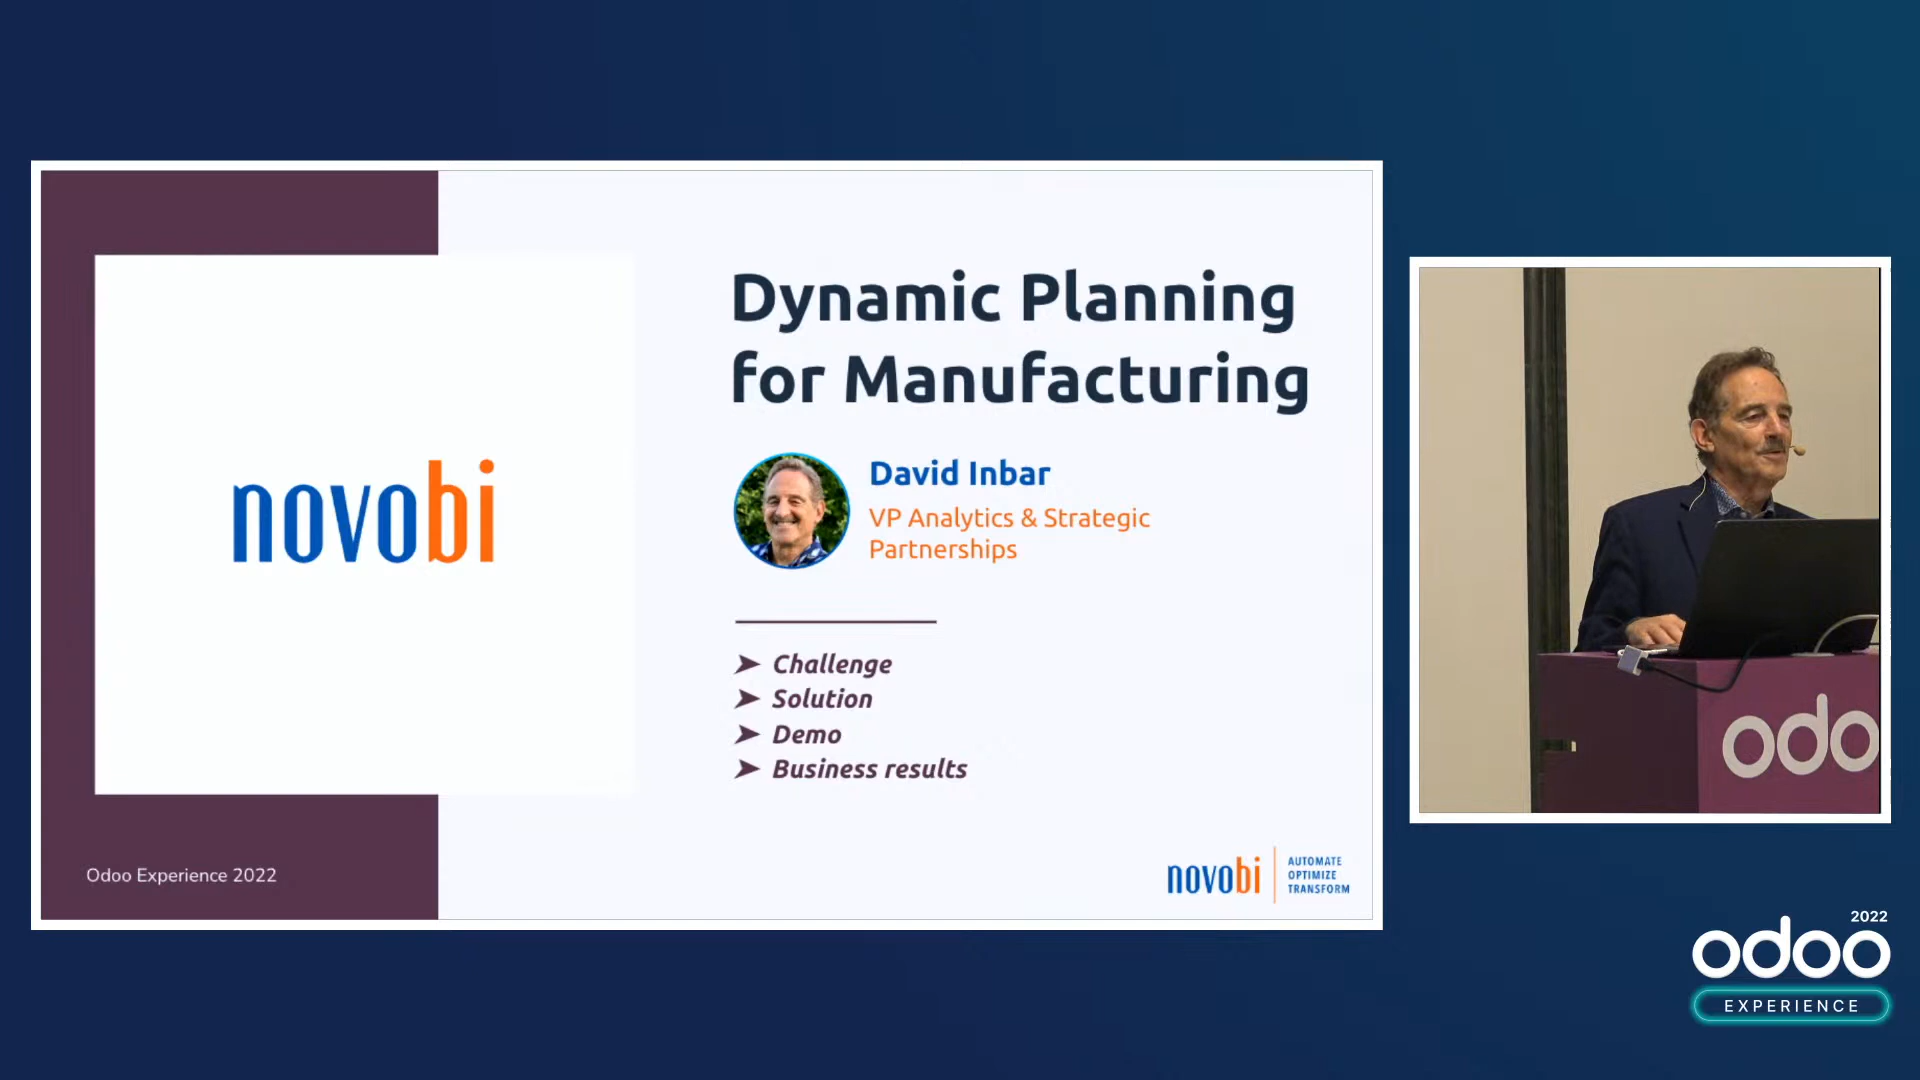 Dynamic Planning
for Manufacturing
novobi
David Inbar
VP Analytics & Strategic
Partnerships
➤ Challenge
➤ Solution
➤ Demo
➤ Business results
Odoo Experience 2022
novobi
AUTOMATE
OPTIMIZE
TRANSFORM
odo
2022
odoo
EXPERIENCE